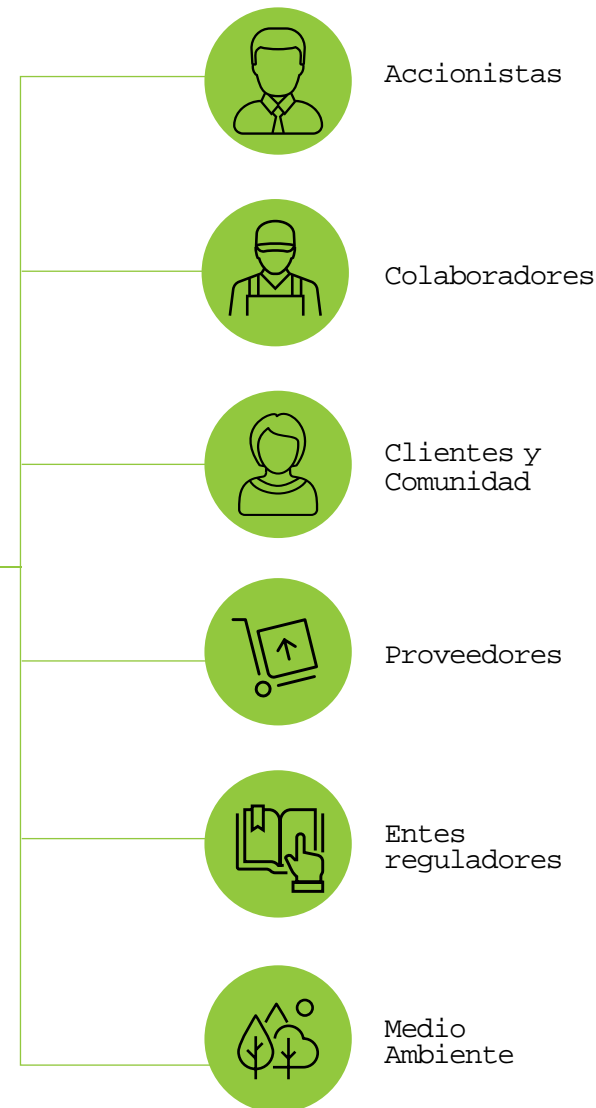 Accionistas
Colaboradores
Clientes y
Comunidad
Proveedores
Entes
reguladores
Medio
Ambiente